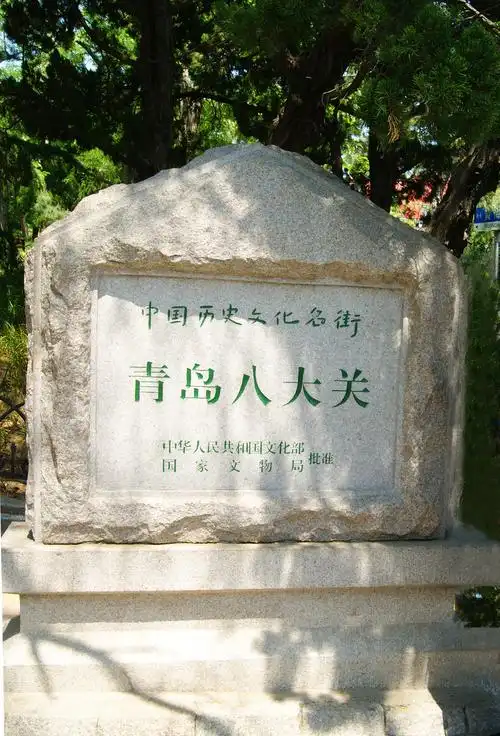 中国历史文化名街
青岛八大关
中华人民共和国文化部
国家文物局 批准